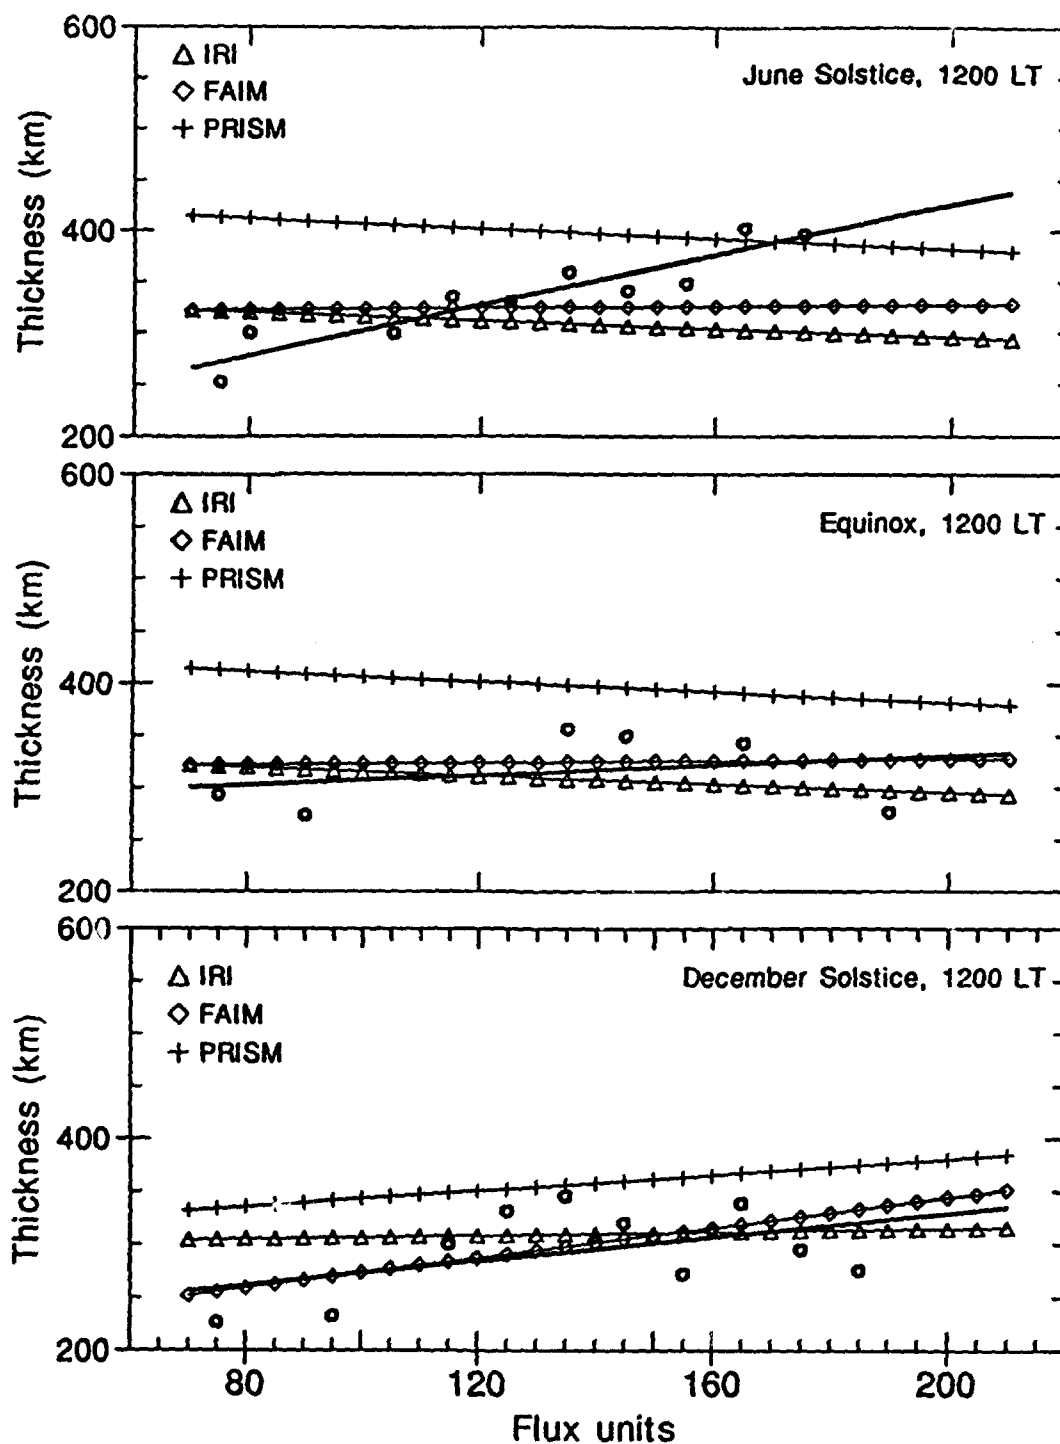 600
△ IRI
June Solstice, 1200 LT
◇ FAIM
+ PRISM
Thickness (km)
400
200
600
△ IRI
Equinox, 1200 LT
◇ FAIM
+ PRISM
Thickness (km)
400
200
600
△ IRI
December Solstice, 1200 LT
◇ FAIM
+ PRISM
Thickness (km)
400
200
80 120 160 200
Flux units